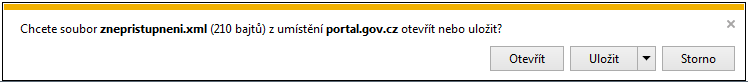 Chcete soubor znepristupneni.xml (210 bajtů) z umístění portal.gov.cz otevřít nebo uložit?
Otevřít Uložit Storno